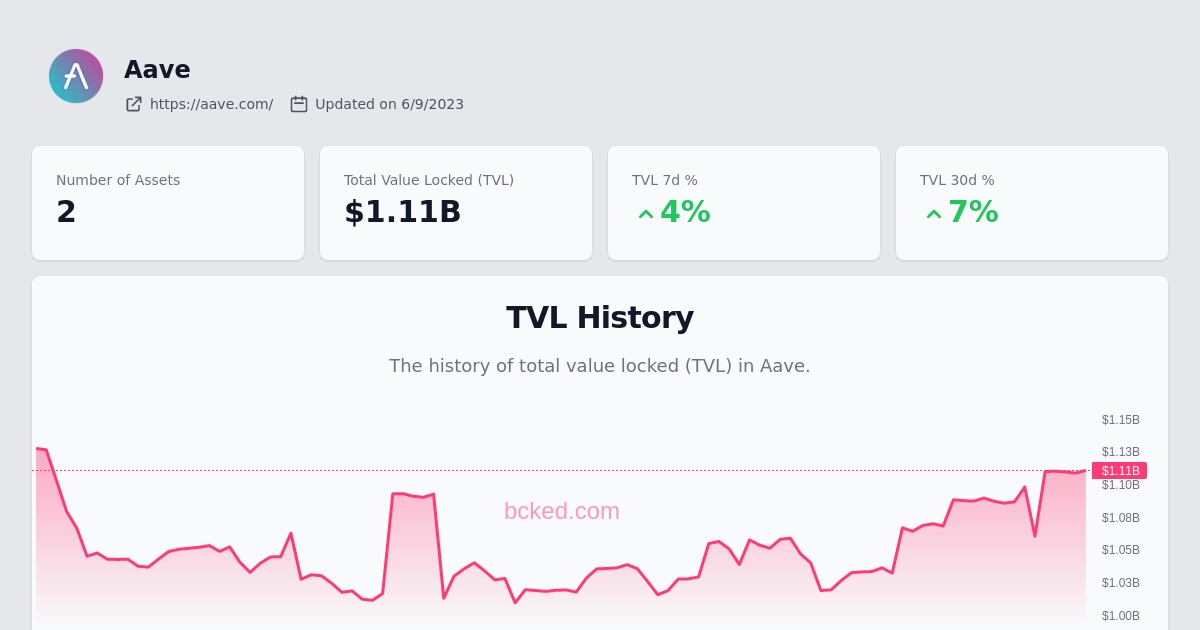 Aave
https://aave.com/ Updated on 6/9/2023
Number of Assets
2
Total Value Locked (TVL)
$1.11B
TVL 7d %
4%
TVL 30d %
7%
TVL History
The history of total value locked (TVL) in Aave.
$1.15B
$1.13B
$1.11B
$1.10B
bcked.com
$1.08B
$1.05B
$1.03B
$1.00B